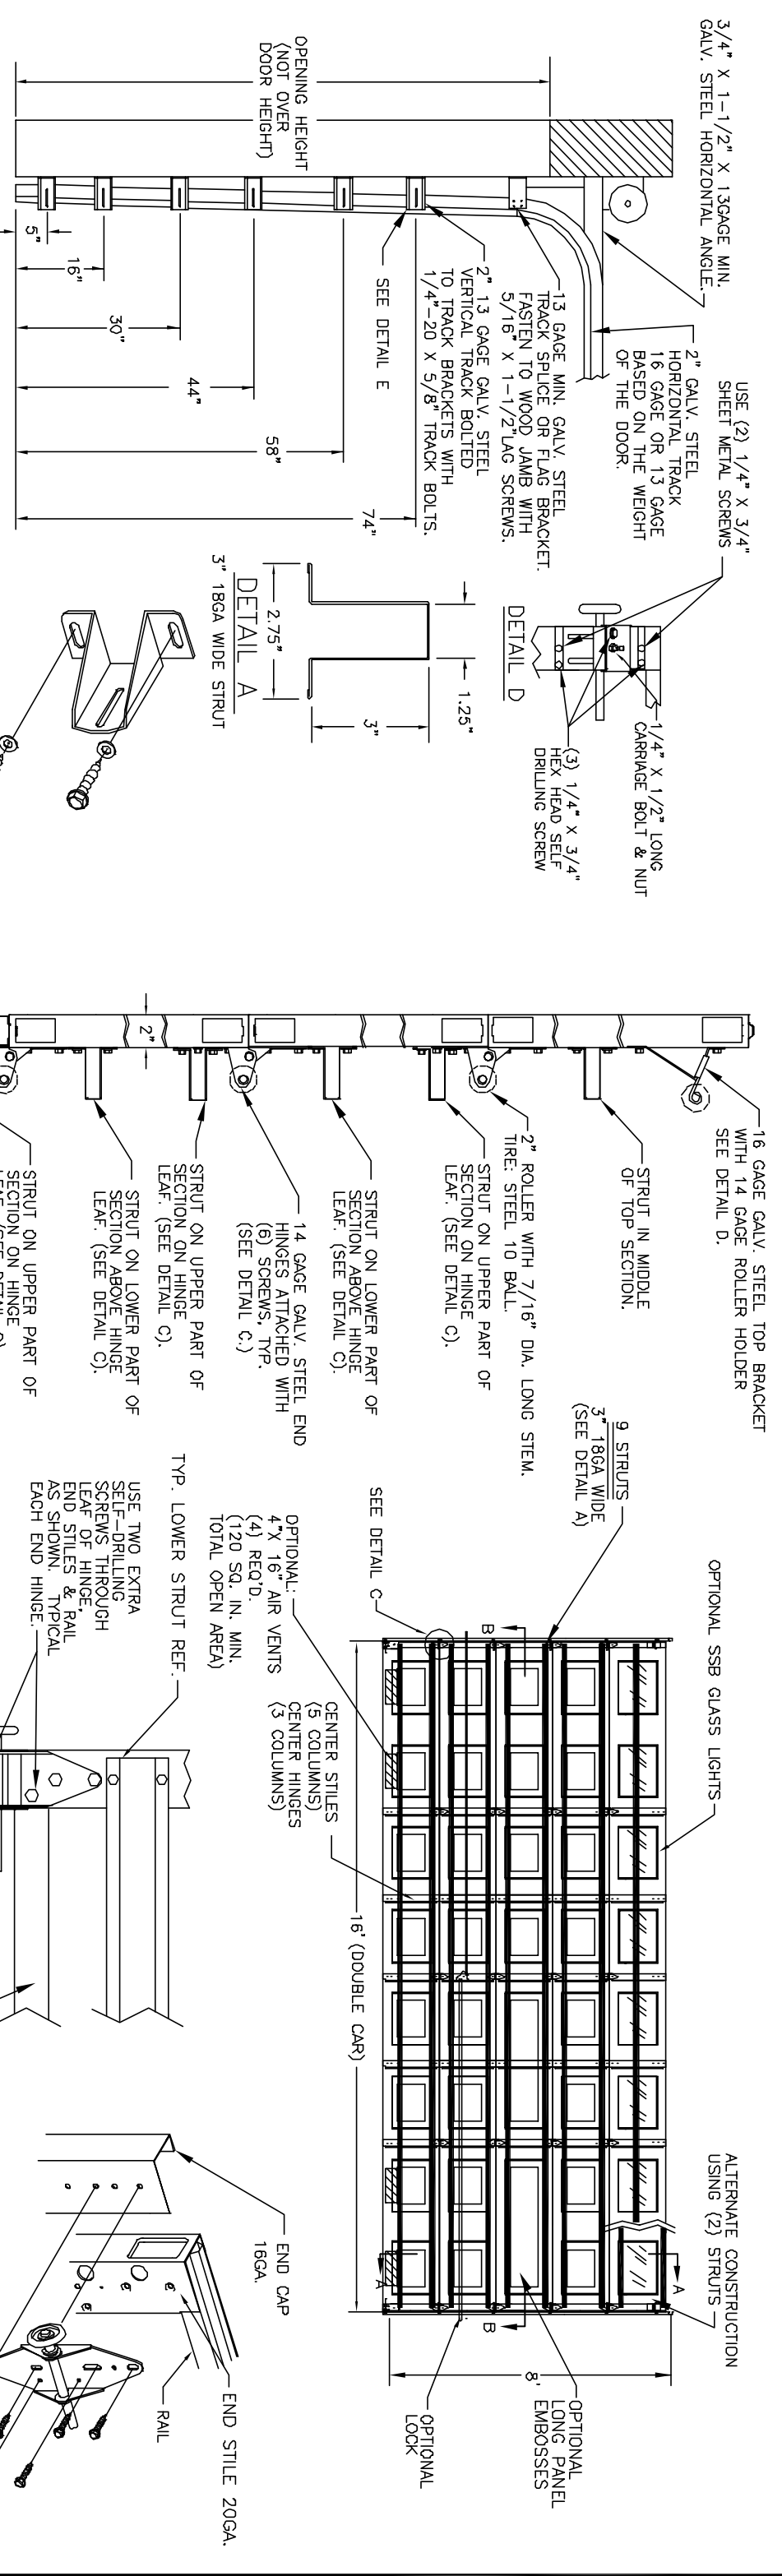 3/4" X 1-1/2" X 13GAGE MIN.
GALV. STEEL HORIZONTAL ANGLE.
OPENING HEIGHT
(NOT OVER
DOOR HEIGHT)
5"
16"
30"
44"
58"
74"
SEE DETAIL E
2" 13 GAGE GALV. STEEL
VERTICAL TRACK BOLTED
TO TRACK BRACKETS WITH
1/4"-20 X 5/8" TRACK BOLTS.
13 GAGE MIN. GALV. STEEL
TRACK SPLICE OR FLAG BRACKET.
FASTEN TO WOOD JAMB WITH
5/16" X 1-1/2"LAG SCREWS.
2" GALV. STEEL
HORIZONTAL TRACK
16 GAGE OR 13 GAGE
BASED ON THE WEIGHT
OF THE DOOR.
USE (2) 1/4" X 3/4"
SHEET METAL SCREWS
DETAIL D
1/4" X 1/2" LONG
CARRIAGE BOLT & NUT
(3) 1/4" X 3/4"
HEX HEAD SELF
DRILLING SCREW
1.25"
3"
2.75"
DETAIL A
3" 18GA WIDE STRUT
2"
16 GAGE GALV. STEEL TOP BRACKET
WITH 14 GAGE ROLLER HOLDER
SEE DETAIL D.
STRUT IN MIDDLE
OF TOP SECTION.
2" ROLLER WITH 7/16" DIA. LONG STEM.
TIRE: STEEL 10 BALL.
STRUT ON UPPER PART OF
SECTION ON HINGE
LEAF. (SEE DETAIL C).
STRUT ON LOWER PART OF
SECTION ABOVE HINGE
LEAF. (SEE DETAIL C).
14 GAGE GALV. STEEL END
HINGES ATTACHED WITH
(6) SCREWS, TYP.
(SEE DETAIL C.)
STRUT ON UPPER PART OF
SECTION ON HINGE
LEAF. (SEE DETAIL C).
STRUT ON LOWER PART OF
SECTION ABOVE HINGE
LEAF. (SEE DETAIL C).
STRUT ON UPPER PART OF
SECTION ON HINGE
9 STRUTS
3" 18GA WIDE
(SEE DETAIL A)
OPTIONAL SSB GLASS LIGHTS
ALTERNATE CONSTRUCTION
USING (2) STRUTS
SEE DETAIL C
B
B
A
A
OPTIONAL:
4"X 16" AIR VENTS
(4) REQ'D.
(120 SQ. IN. MIN.
TOTAL OPEN AREA)
CENTER STILES
(5 COLUMNS)
CENTER HINGES
(3 COLUMNS)
16' (DOUBLE CAR)
8'
OPTIONAL
LONG PANEL
EMBOSSES
OPTIONAL
LOCK
TYP. LOWER STRUT REF.
USE TWO EXTRA
SELF-DRILLING
SCREWS THROUGH
LEAF OF HINGE,
END STILES & RAIL
AS SHOWN. TYPICAL
EACH END HINGE.
END CAP
16GA.
END STILE 20GA.
RAIL